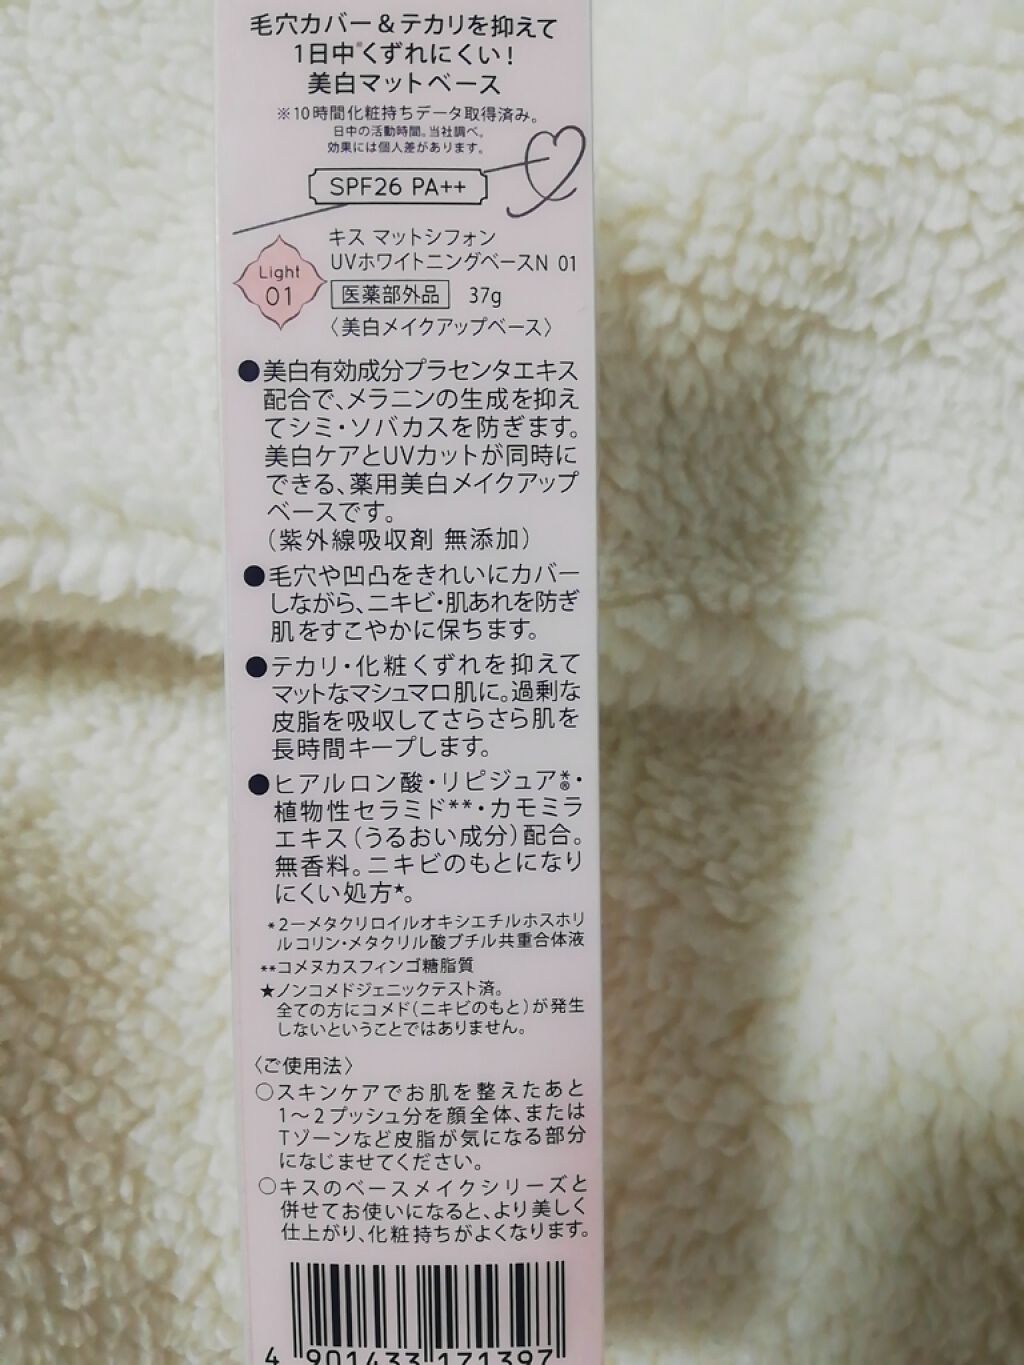 毛穴カバー&テカリを抑えて
1日中※くずれにくい!
美白マットベース
※10時間化粧持ちデータ取得済み。
日中の活動時間。当社調べ。
効果には個人差があります。
SPF26 PA++
Light
01
キス マットシフォン
UVホワイトニングベースN 01
医薬部外品 37g
〈美白メイクアップベース〉
●美白有効成分プラセンタエキス
配合で、メラニンの生成を抑え
てシミ・ソバカスを防ぎます。
美白ケアとUVカットが同時に
できる、薬用美白メイクアップ
ベースです。
(紫外線吸収剤 無添加)
●毛穴や凹凸をきれいにカバー
しながら、ニキビ・肌あれを防ぎ
肌をすこやかに保ちます。
●テカリ・化粧くずれを抑えて
マットなマシュマロ肌に。過剰な
皮脂を吸収してさらさら肌を
長時間キープします。
●ヒアルロン酸・リピジュア®*・
植物性セラミド**・カモミラ
エキス(うるおい成分)配合。
無香料。ニキビのもとになり
にくい処方★。
*2-メタクリロイルオキシエチルホスホリ
ルコリン・メタクリル酸ブチル共重合体液
**コメヌカスフィンゴ糖脂質
★ノンコメドジェニックテスト済。
全ての方にコメド(ニキビのもと)が発生
しないということではありません。
〈ご使用法〉
○スキンケアでお肌を整えたあと
1〜2プッシュ分を顔全体、または
Tゾーンなど皮脂が気になる部分
になじませてください。
○キスのベースメイクシリーズと
併せてお使いになると、より美しく
仕上がり、化粧持ちがよくなります。
4 901433 171397